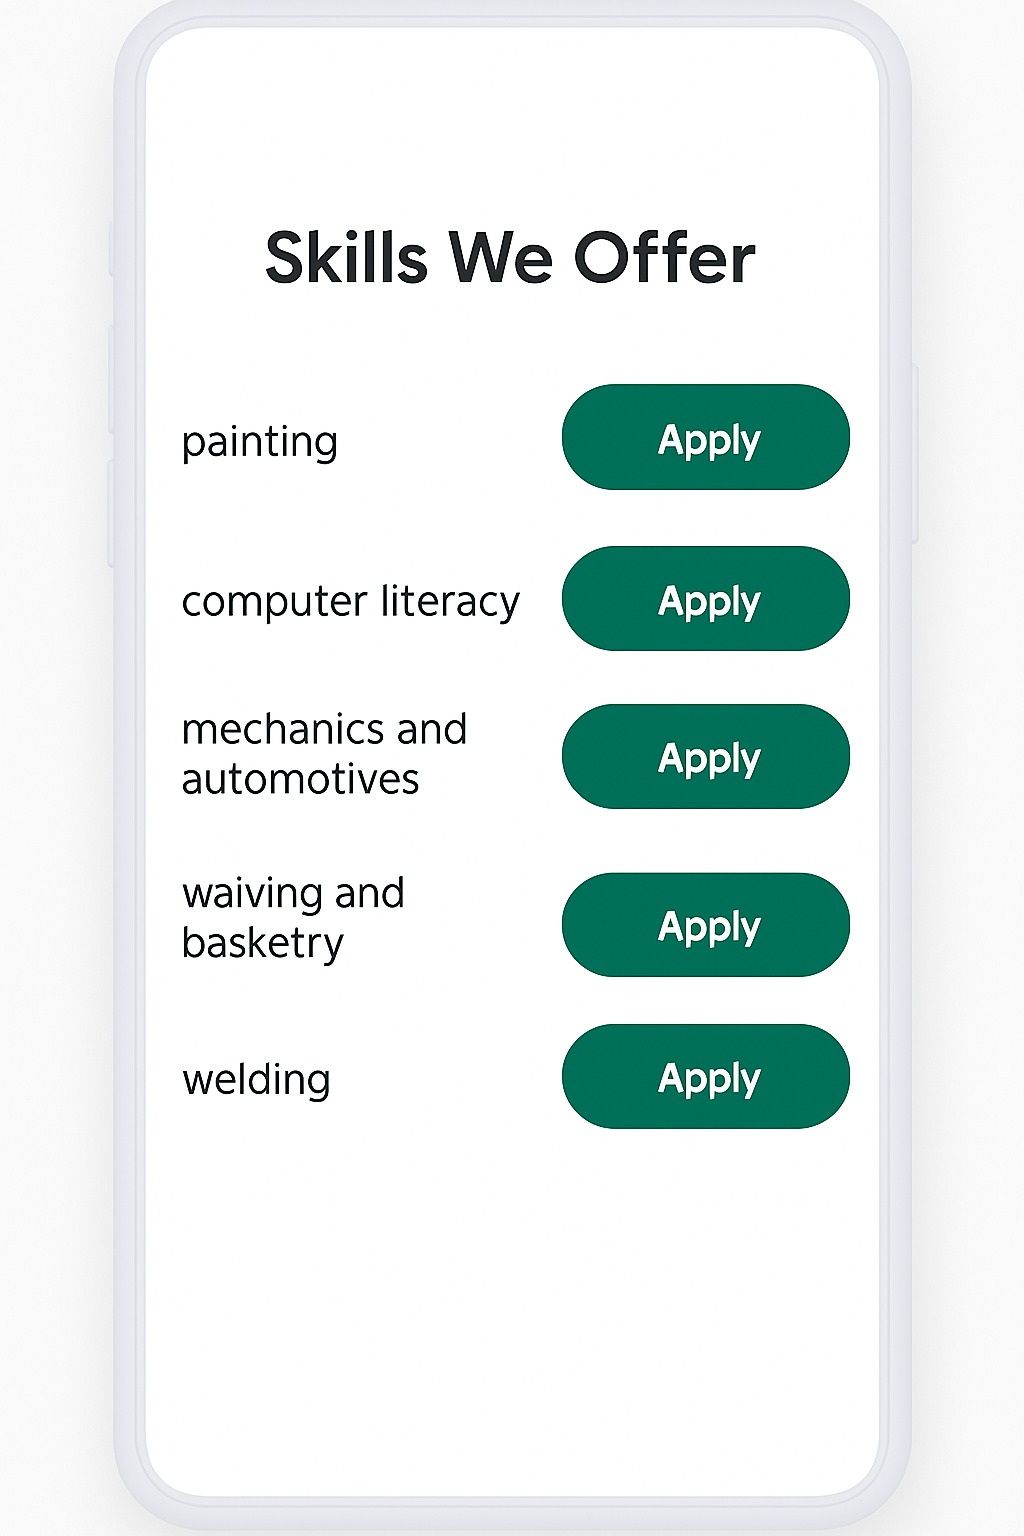 Skills We Offer
painting
Apply
computer literacy
Apply
mechanics and
automotives
Apply
waiving and
basketry
Apply
welding
Apply